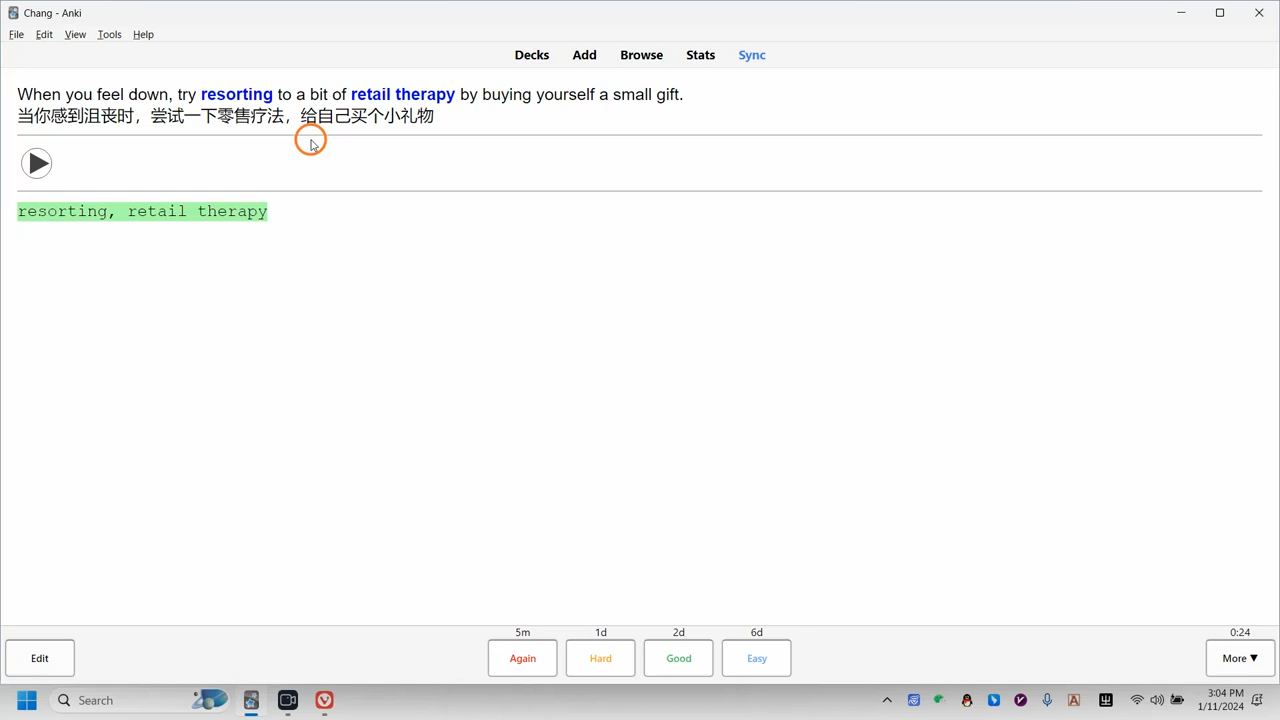 Chang - Anki
File Edit View Tools Help
Decks Add Browse Stats Sync
When you feel down, try resorting to a bit of retail therapy by buying yourself a small gift.
当你感到沮丧时，尝试一下零售疗法，给自己买个小礼物
resorting, retail therapy
5m 1d 2d 6d 0:24
Edit Again Hard Good Easy More ▼
Search
3:04 PM
1/11/2024